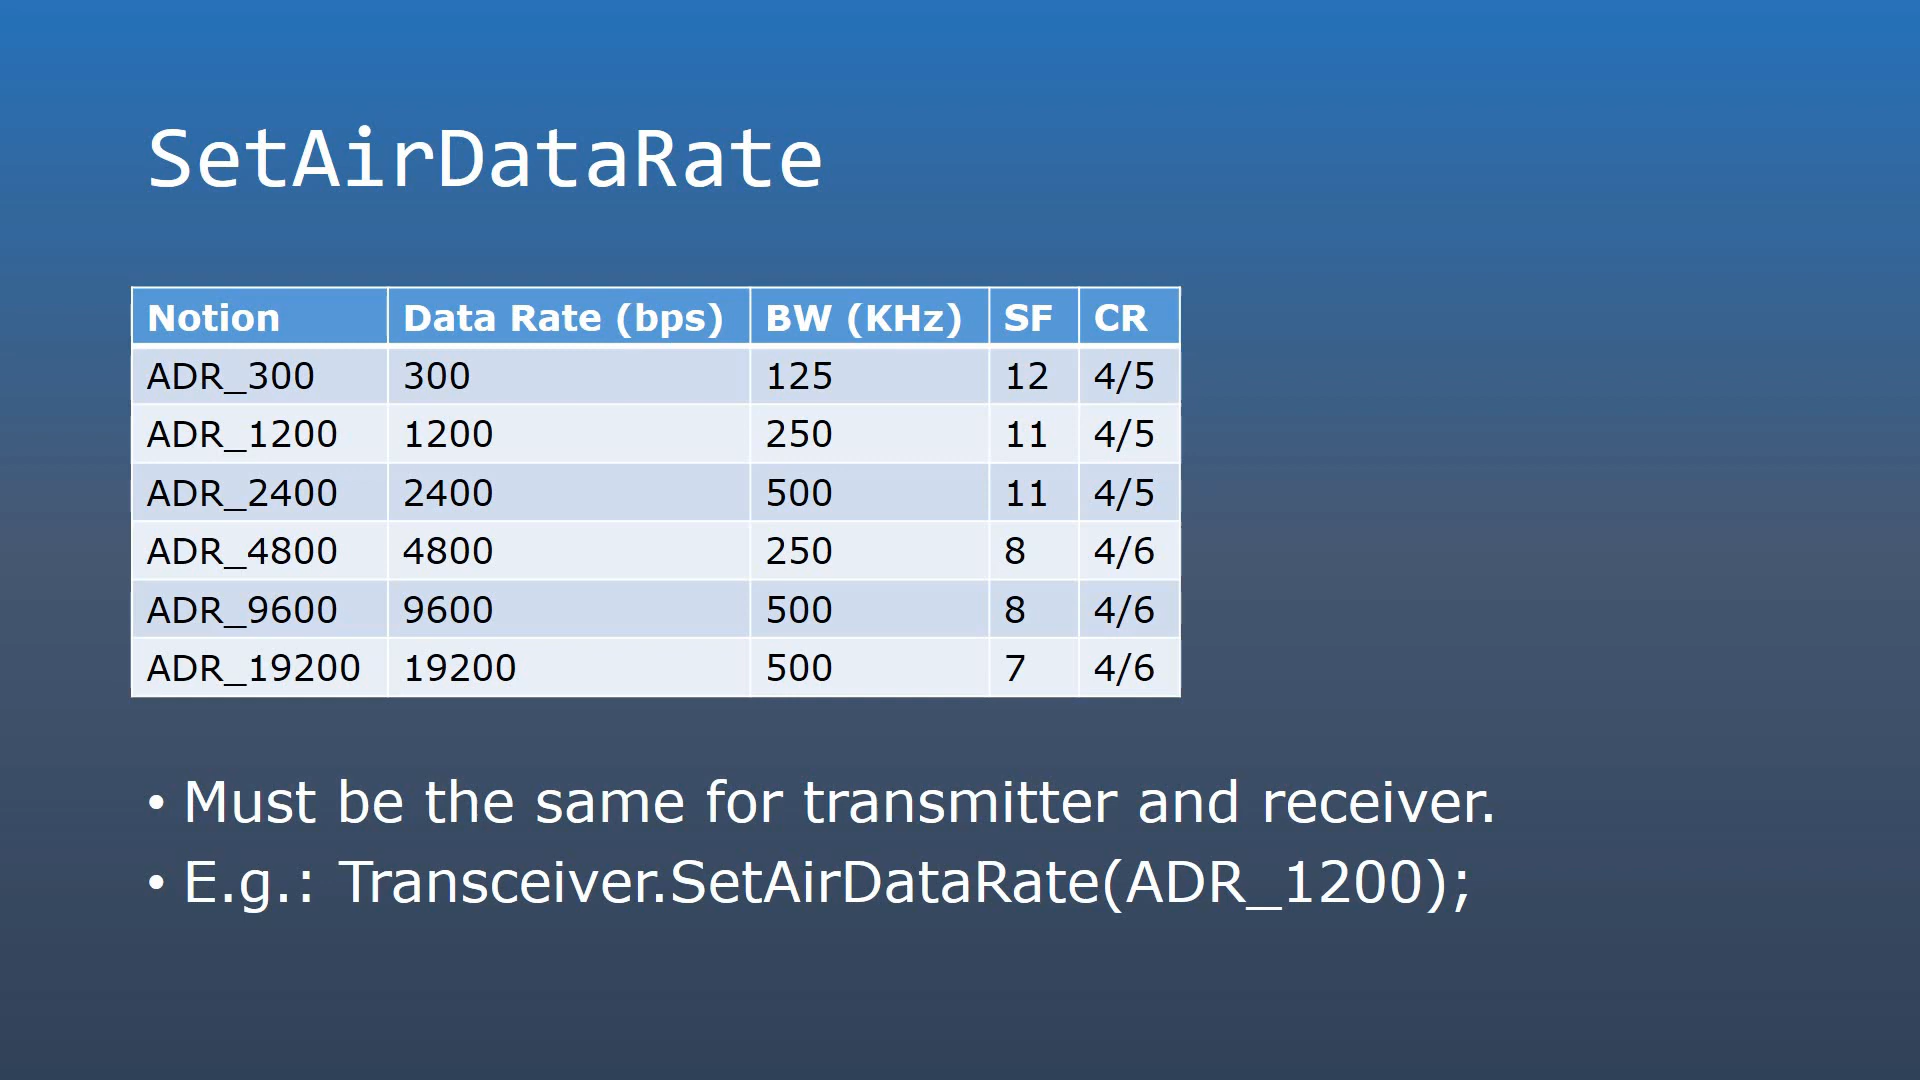 SetAirDataRate
Notion Data Rate (bps) BW (KHz) SF CR
ADR_300 300 125 12 4/5
ADR_1200 1200 250 11 4/5
ADR_2400 2400 500 11 4/5
ADR_4800 4800 250 8 4/6
ADR_9600 9600 500 8 4/6
ADR_19200 19200 500 7 4/6
• Must be the same for transmitter and receiver.
• E.g.: Transceiver.SetAirDataRate(ADR_1200);